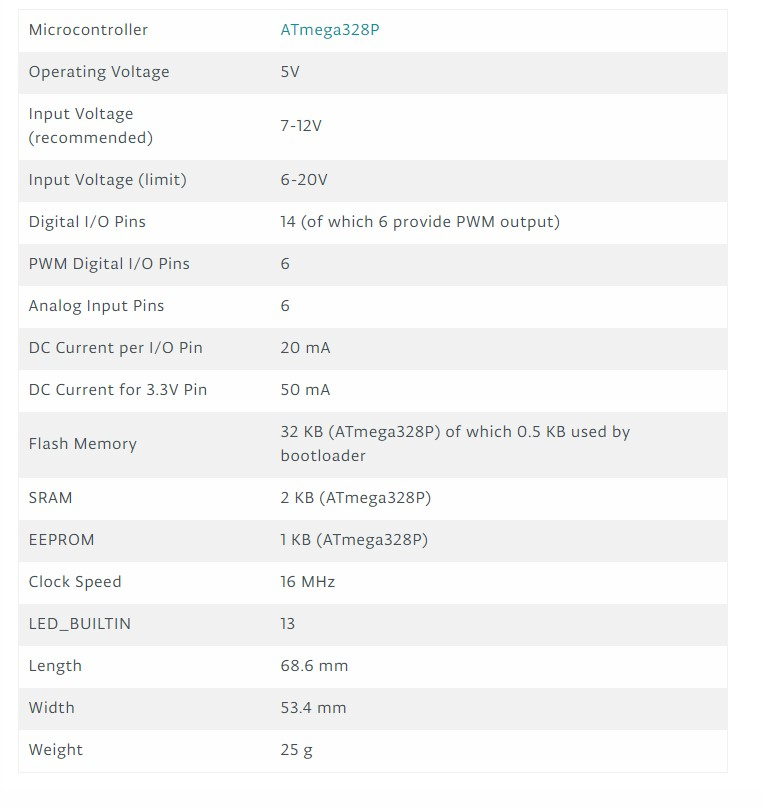 Microcontroller ATmega328P
Operating Voltage 5V
Input Voltage
(recommended) 7-12V
Input Voltage (limit) 6-20V
Digital I/O Pins 14 (of which 6 provide PWM output)
PWM Digital I/O Pins 6
Analog Input Pins 6
DC Current per I/O Pin 20 mA
DC Current for 3.3V Pin 50 mA
Flash Memory 32 KB (ATmega328P) of which 0.5 KB used by
bootloader
SRAM 2 KB (ATmega328P)
EEPROM 1 KB (ATmega328P)
Clock Speed 16 MHz
LED_BUILTIN 13
Length 68.6 mm
Width 53.4 mm
Weight 25 g